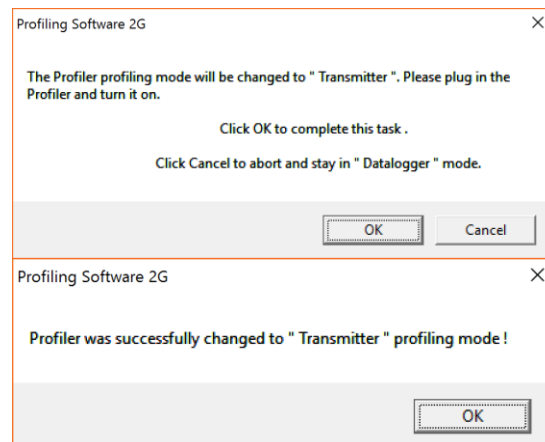 Profiling Software 2G
The Profiler profiling mode will be changed to " Transmitter ". Please plug in the
Profiler and turn it on.
Click OK to complete this task .
Click Cancel to abort and stay in " Datalogger " mode.
OK
Cancel
Profiling Software 2G
Profiler was successfully changed to " Transmitter " profiling mode !
OK